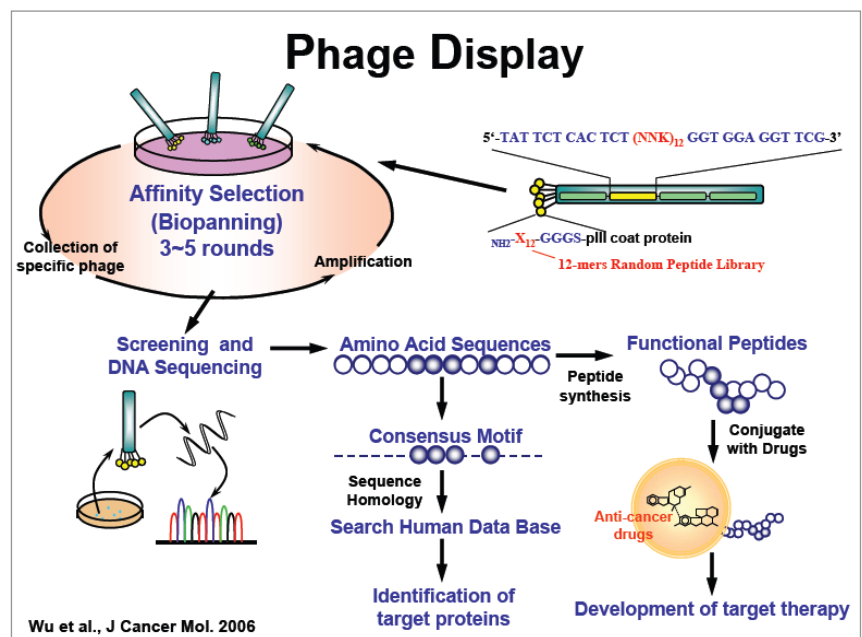 Phage Display
5‘-TAT TCT CAC TCT (NNK)12 GGT GGA GGT TCG-3’
Affinity Selection
(Biopanning)
3~5 rounds
Collection of
specific phage
Amplification
NH2-X12-GGGS-pIII coat protein
12-mers Random Peptide Library
Screening and
DNA Sequencing
Amino Acid Sequences
Peptide
synthesis
Functional Peptides
Consensus Motif
Conjugate
with Drugs
Sequence
Homology
Anti-cancer
drugs
Search Human Data Base
Identification of
target proteins
Development of target therapy
Wu et al., J Cancer Mol. 2006